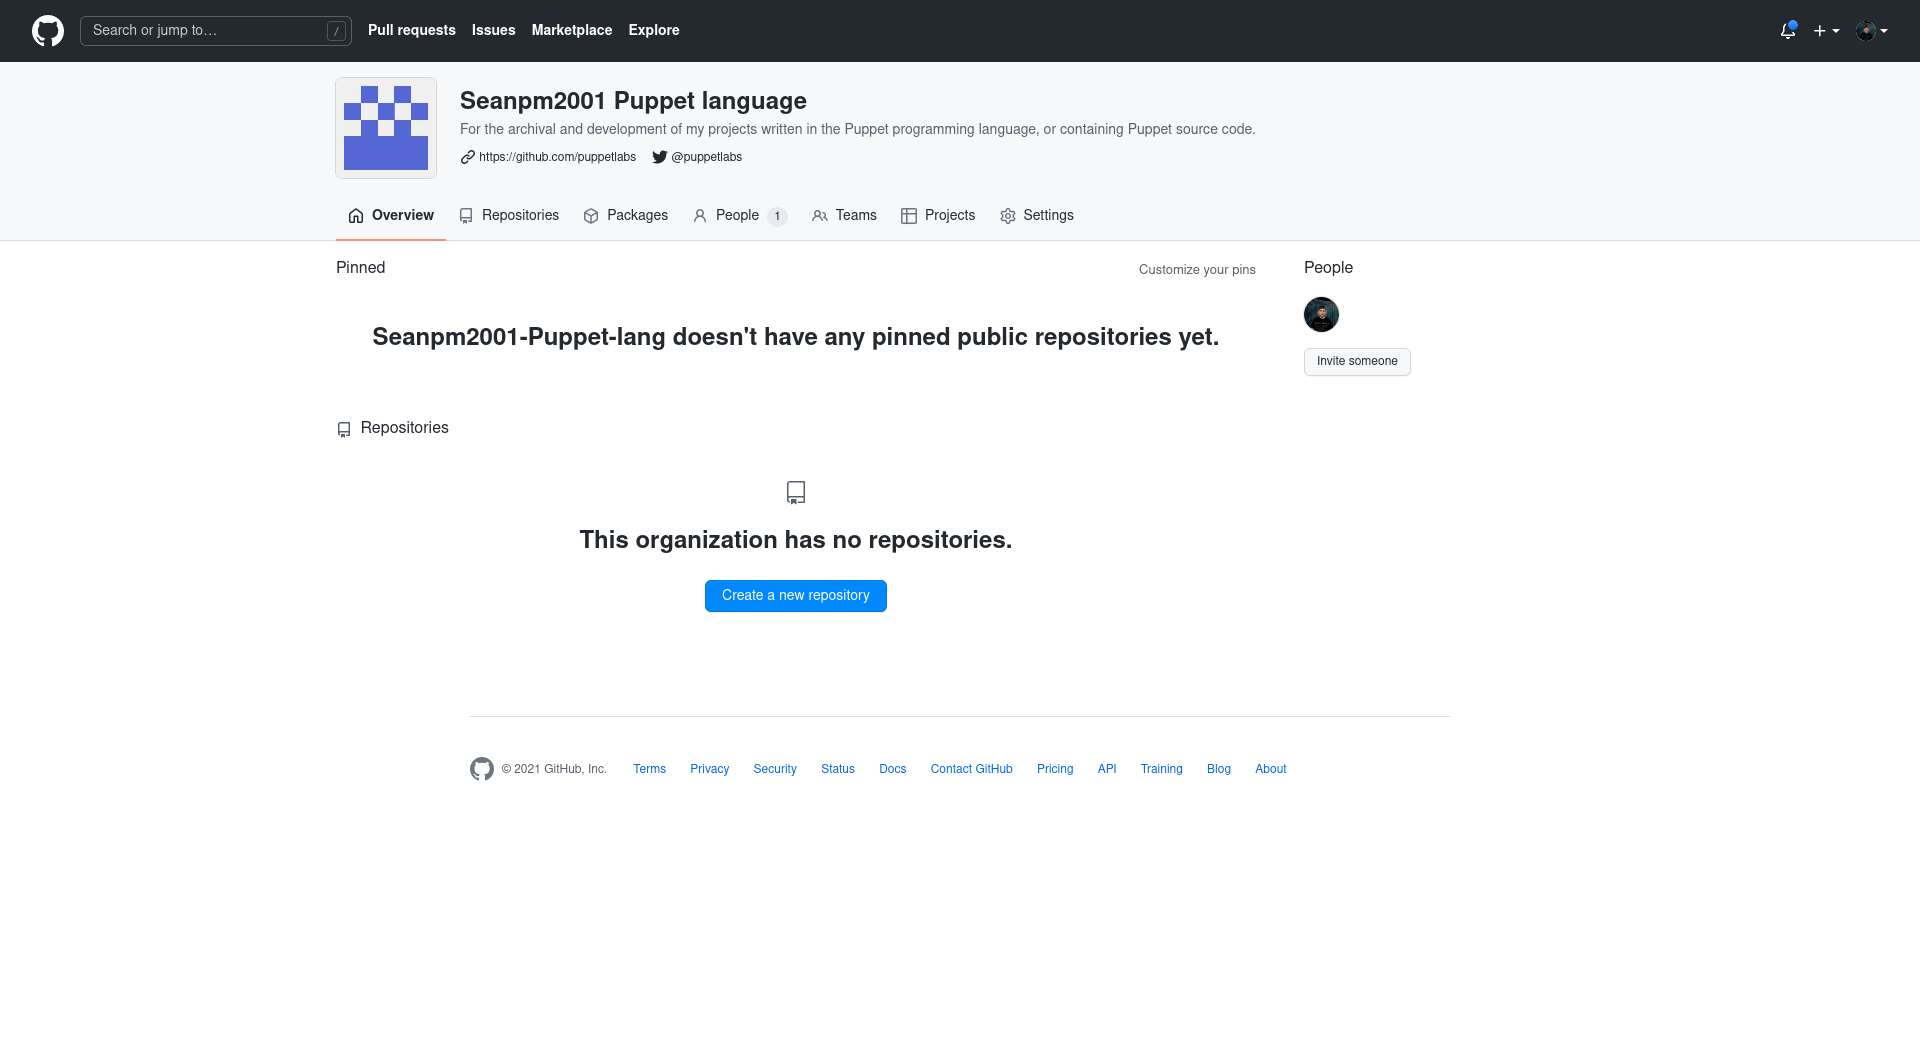 Search or jump to… /
Pull requests Issues Marketplace Explore
Seanpm2001 Puppet language
For the archival and development of my projects written in the Puppet programming language, or containing Puppet source code.
https://github.com/puppetlabs @puppetlabs
Overview Repositories Packages People 1 Teams Projects Settings
Pinned
Customize your pins
People
Seanpm2001-Puppet-lang doesn't have any pinned public repositories yet.
Invite someone
Repositories
This organization has no repositories.
Create a new repository
© 2021 GitHub, Inc. Terms Privacy Security Status Docs Contact GitHub Pricing API Training Blog About